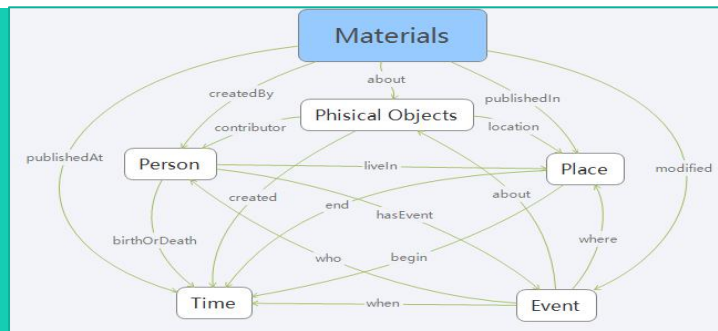 Materials
about
createdBy
publishedIn
Phisical Objects
contributor
location
publishedAt
Person
liveIn
Place
modified
created
end
hasEvent
about
birthOrDeath
who
begin
where
Time
when
Event